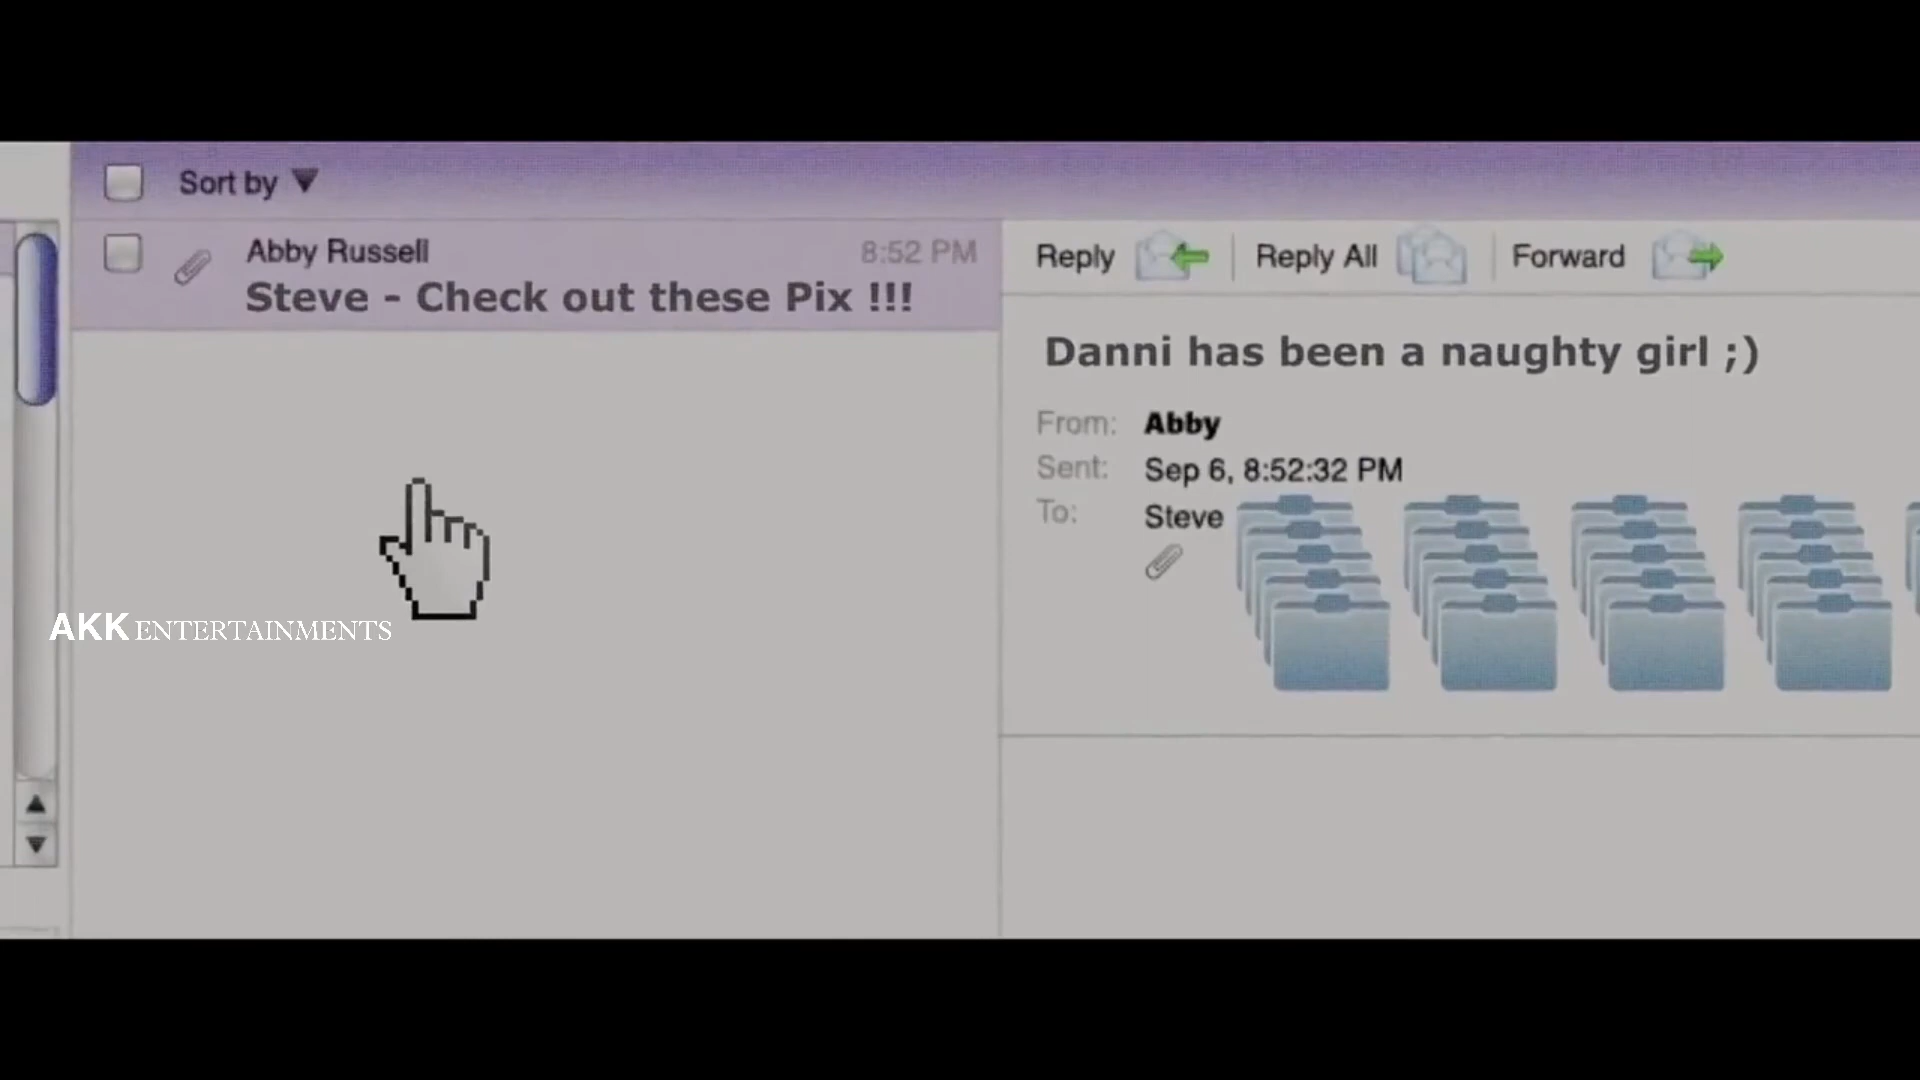 Sort by
Abby Russell 8:52 PM
Steve - Check out these Pix !!!
Reply Reply All Forward
Danni has been a naughty girl ;)
From: Abby
Sent: Sep 6, 8:52:32 PM
To: Steve
AKK ENTERTAINMENTS